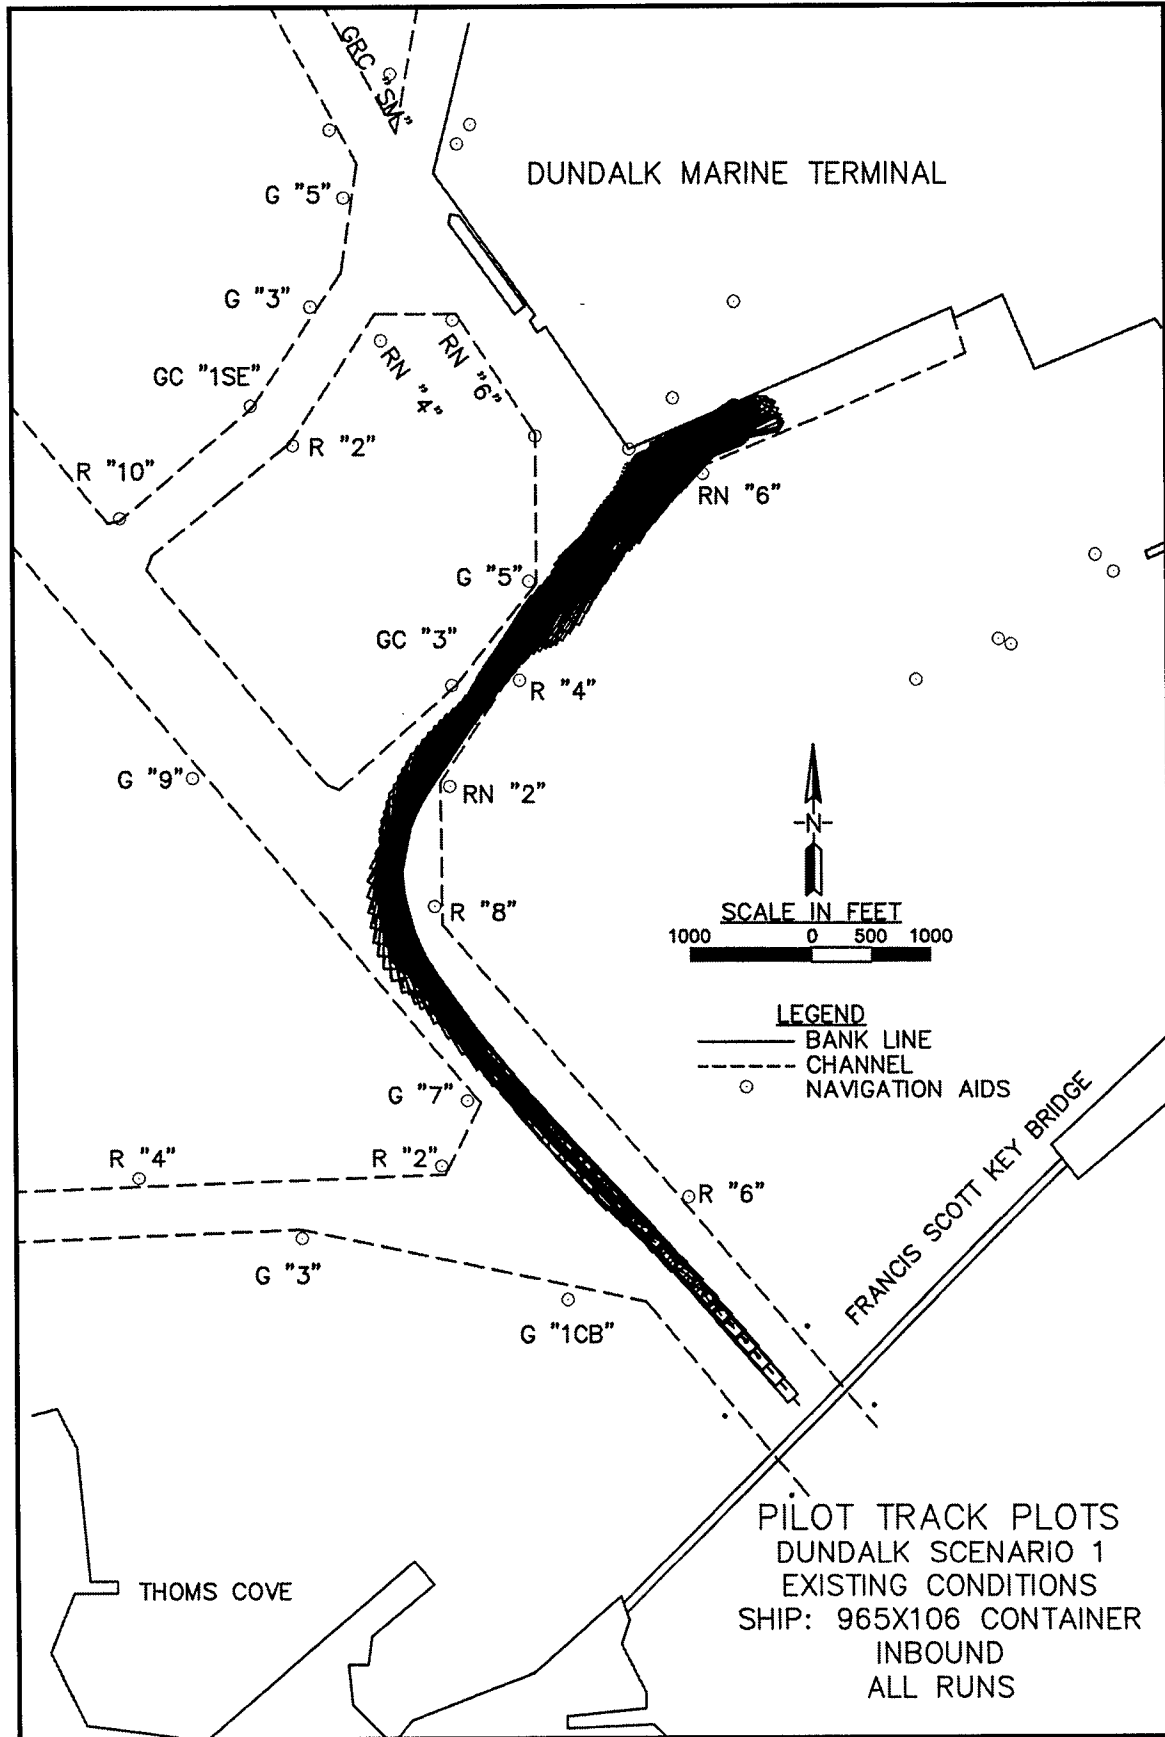 GRC "SM"
DUNDALK MARINE TERMINAL
G "5"
G "3"
RN "6"
RN "4"
GC "1SE"
R "2"
R "10"
RN "6"
G "5"
GC "3"
R "4"
G "9"
RN "2"
-N-
R "8"
SCALE IN FEET
1000 0 500 1000
LEGEND
BANK LINE
CHANNEL
NAVIGATION AIDS
G "7"
R "4"
R "2"
R "6"
FRANCIS SCOTT KEY BRIDGE
G "3"
G "1CB"
PILOT TRACK PLOTS
DUNDALK SCENARIO 1
EXISTING CONDITIONS
SHIP: 965X106 CONTAINER
INBOUND
ALL RUNS
THOMS COVE